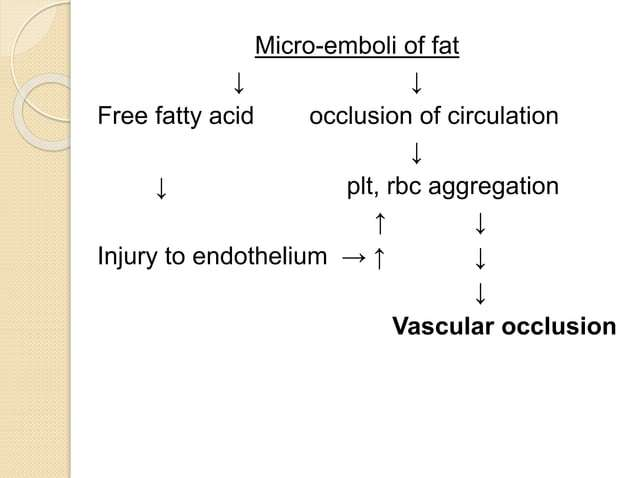 Micro-emboli of fat
↓ ↓
Free fatty acid occlusion of circulation
↓
↓ plt, rbc aggregation
↑ ↓
Injury to endothelium → ↑ ↓
↓
Vascular occlusion